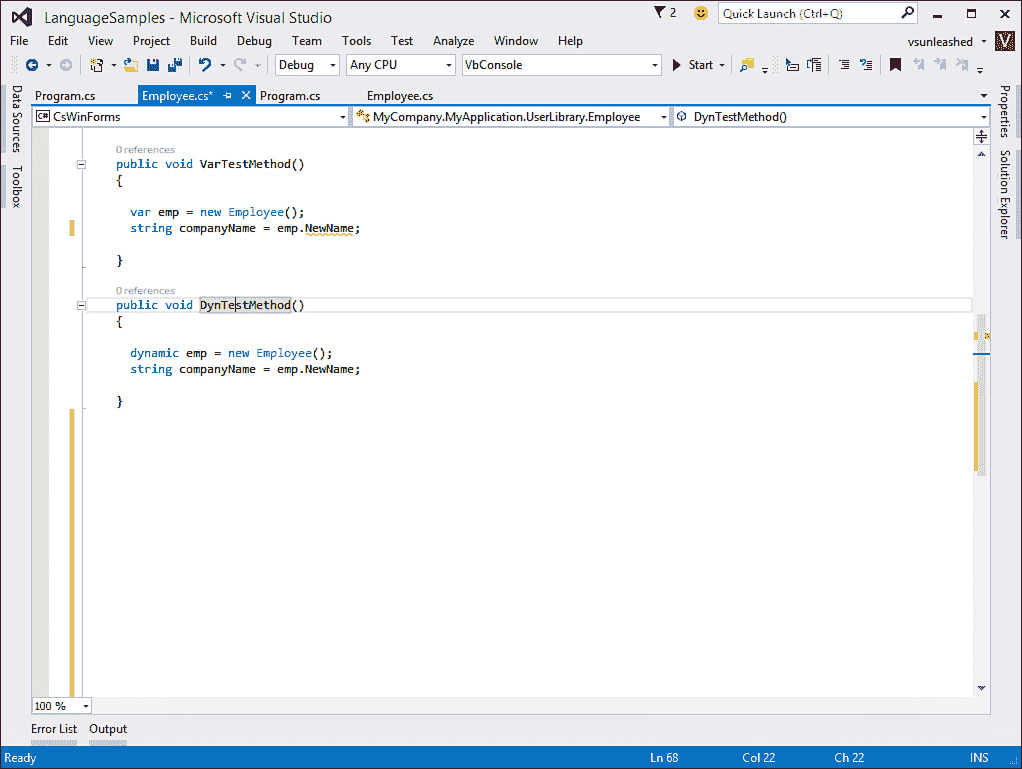 LanguageSamples - Microsoft Visual Studio
2
Quick Launch (Ctrl+Q)
File Edit View Project Build Debug Team Tools Test Analyze Window Help
vsunleashed
V
Debug Any CPU VbConsole Start
Program.cs Employee.cs* Program.cs Employee.cs
C# CsWinForms MyCompany.MyApplication.UserLibrary.Employee DynTestMethod()
Data Sources
Toolbox
Properties
Solution Explorer
0 references
public void VarTestMethod()
{
var emp = new Employee();
string companyName = emp.NewName;
}
0 references
public void DynTestMethod()
{
dynamic emp = new Employee();
string companyName = emp.NewName;
}
100 %
Error List Output
Ready Ln 68 Col 22 Ch 22 INS